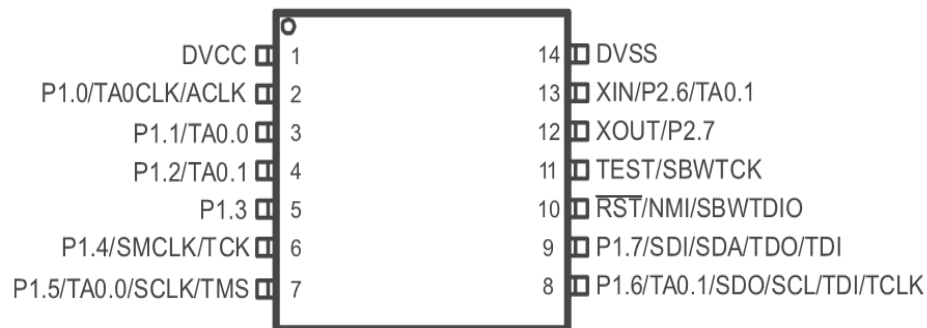 DVCC 1 14 DVSS
P1.0/TA0CLK/ACLK 2 13 XIN/P2.6/TA0.1
P1.1/TA0.0 3 12 XOUT/P2.7
P1.2/TA0.1 4 11 TEST/SBWTCK
P1.3 5 10 R̅S̅T̅/NMI/SBWTDIO
P1.4/SMCLK/TCK 6 9 P1.7/SDI/SDA/TDO/TDI
P1.5/TA0.0/SCLK/TMS 7 8 P1.6/TA0.1/SDO/SCL/TDI/TCLK